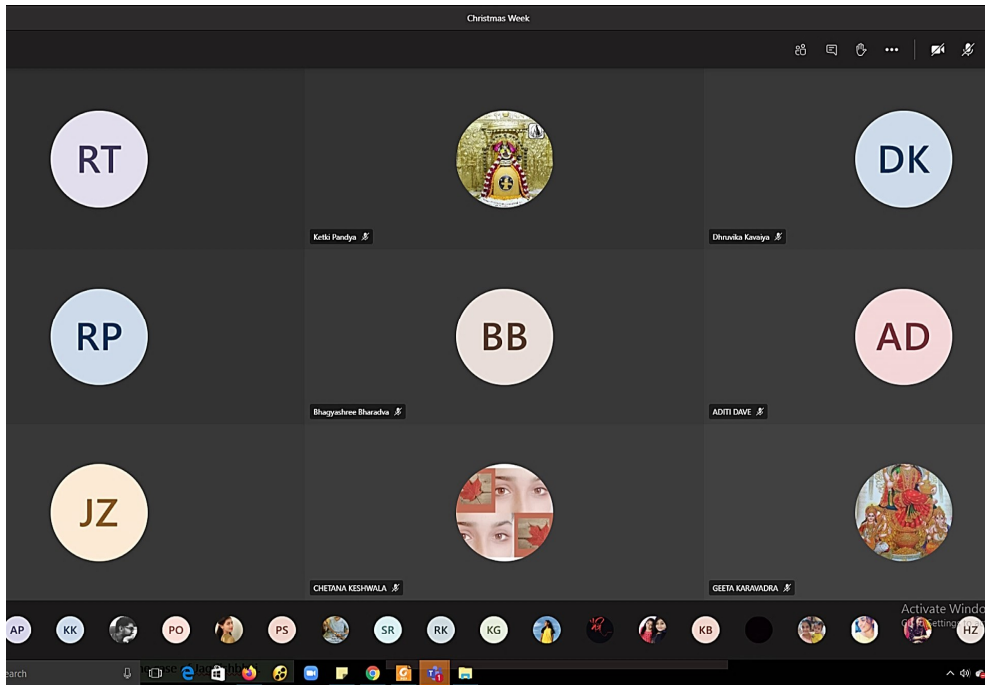 Christmas Week
RT
DK
Ketki Pandya
Dhruvika Kavaiya
RP
BB
AD
Bhagyashree Bharadva
ADITI DAVE
JZ
CHETANA KESHWALA
GEETA KARAVADRA
Activate Windo
AP KK PO PS SR RK KG KB HZ
earch